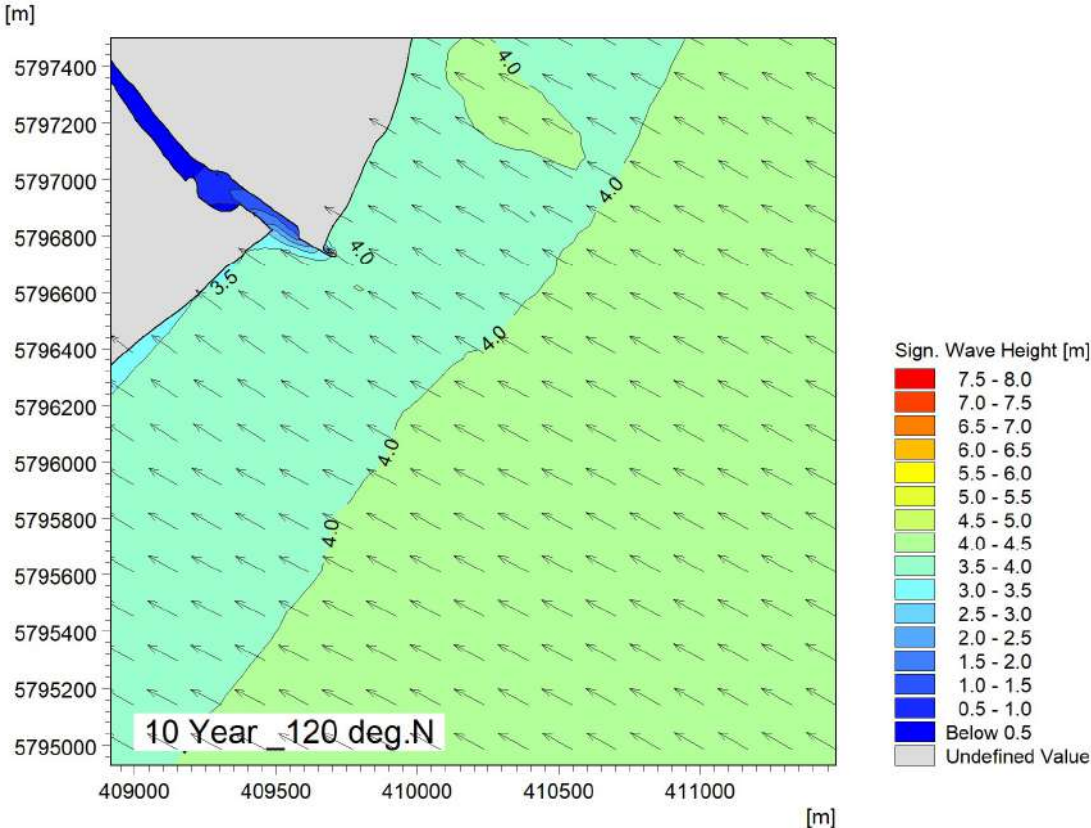 [m]
5797400
5797200
5797000
5796800
5796600
5796400
5796200
5796000
5795800
5795600
5795400
5795200
5795000
4.0
4.0
4.0
3.5
4.0
4.0
4.0
10 Year _120 deg.N
409000 409500 410000 410500 411000
[m]
Sign. Wave Height [m]
7.5 - 8.0
7.0 - 7.5
6.5 - 7.0
6.0 - 6.5
5.5 - 6.0
5.0 - 5.5
4.5 - 5.0
4.0 - 4.5
3.5 - 4.0
3.0 - 3.5
2.5 - 3.0
2.0 - 2.5
1.5 - 2.0
1.0 - 1.5
0.5 - 1.0
Below 0.5
Undefined Value